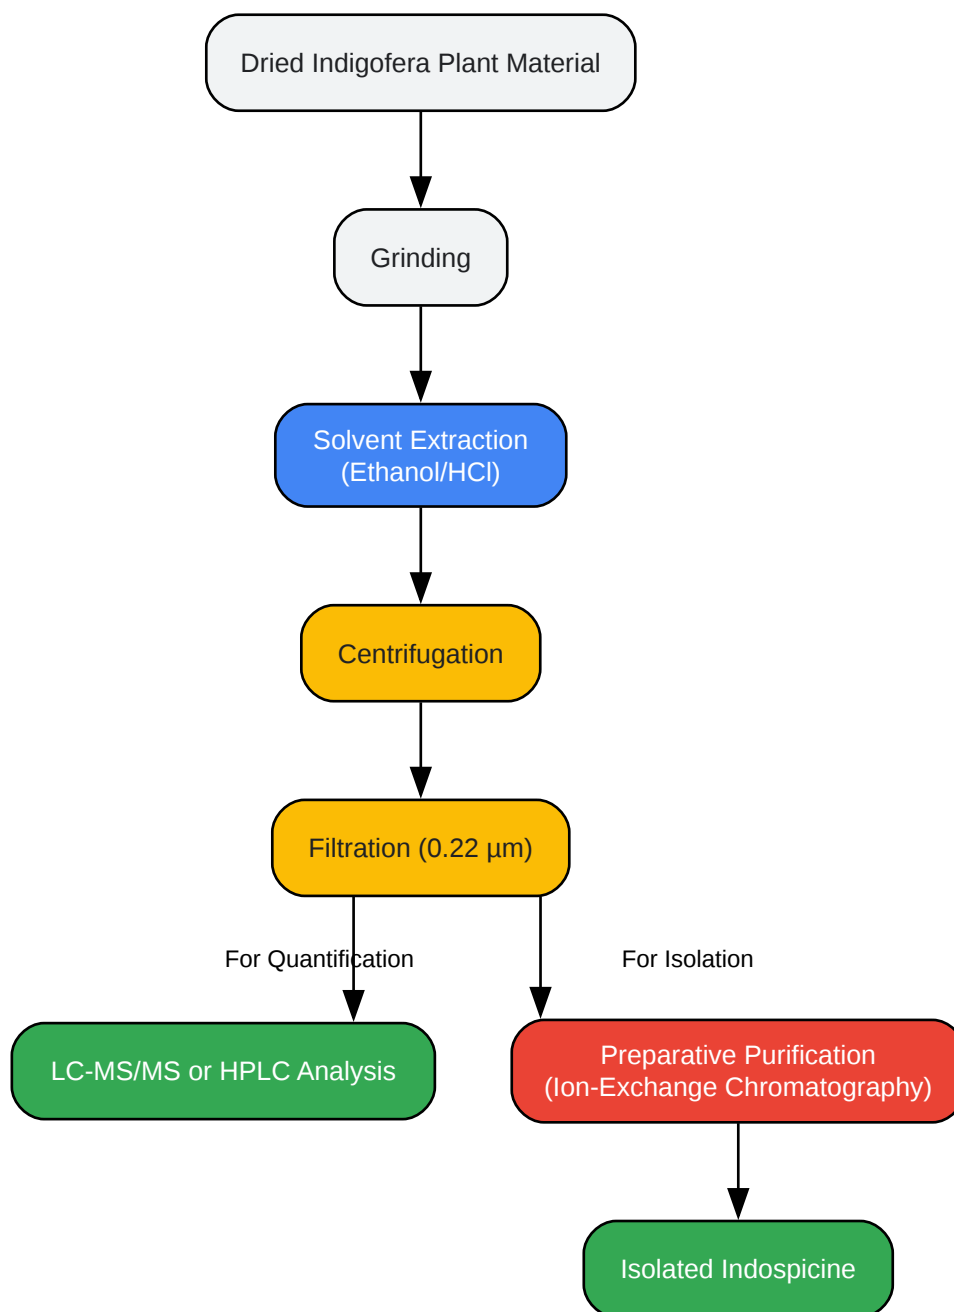 Dried Indigofera Plant Material
Grinding
Solvent Extraction
(Ethanol/HCl)
Centrifugation
Filtration (0.22 µm)
For Quantification
For Isolation
LC-MS/MS or HPLC Analysis
Preparative Purification
(Ion-Exchange Chromatography)
Isolated Indospicine